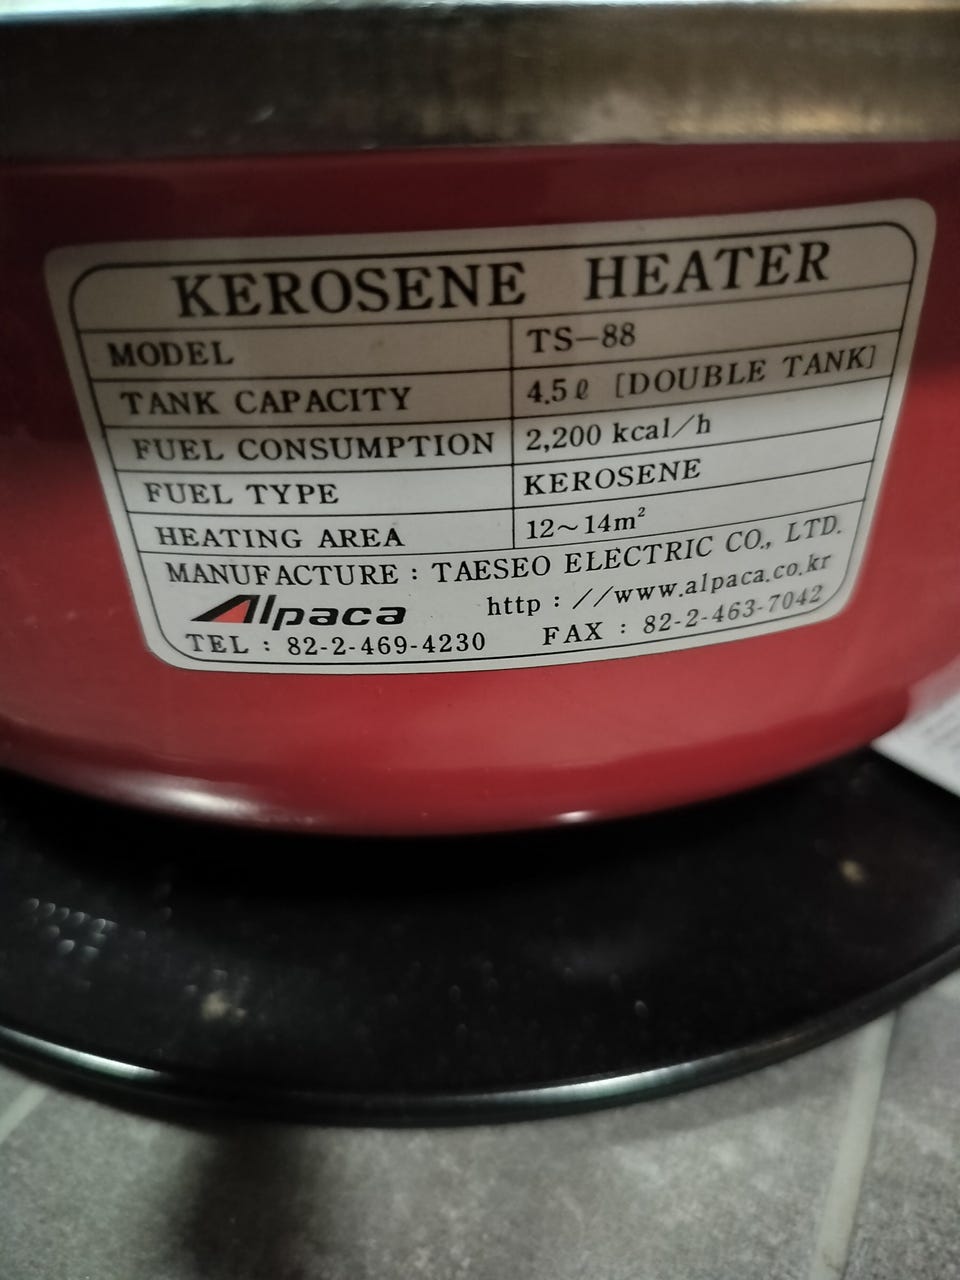 KEROSENE HEATER
MODEL TS-88
TANK CAPACITY 4.5ℓ [DOUBLE TANK]
FUEL CONSUMPTION 2,200 kcal/h
FUEL TYPE KEROSENE
HEATING AREA 12~14m²
MANUFACTURE : TAESEO ELECTRIC CO., LTD.
Alpaca http : //www.alpaca.co.kr
TEL : 82-2-469-4230 FAX : 82-2-463-7042